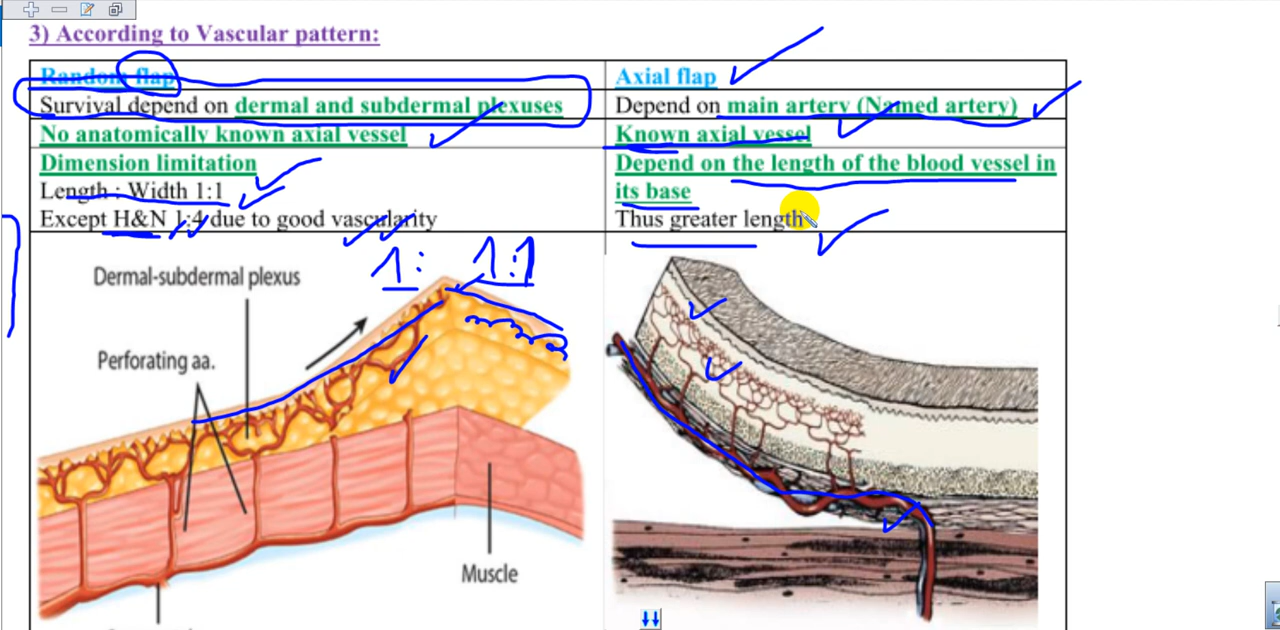 3) According to Vascular pattern:
Random flap
Axial flap
Survival depend on dermal and subdermal plexuses
Depend on main artery (Named artery)
No anatomically known axial vessel
Known axial vessel
Dimension limitation
Length : Width 1:1
Except H&N 1:4 due to good vascularity
Depend on the length of the blood vessel in
its base
Thus greater length
1: 1:1
Dermal-subdermal plexus
Perforating aa.
Muscle